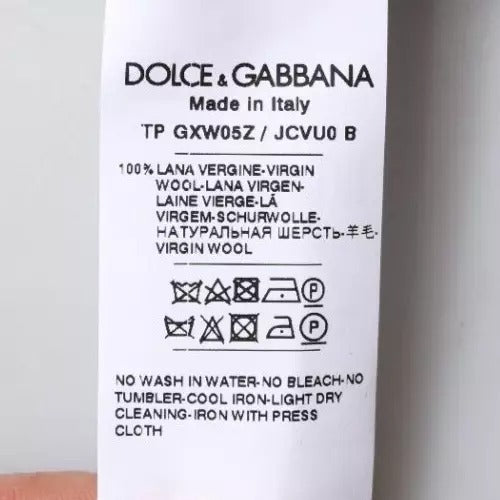 DOLCE & GABBANA
Made in Italy
TP GXW05Z / JCVU0 B
100% LANA VERGINE-VIRGIN
WOOL-LANA VIRGEN-
LAINE VIERGE-LÃ
VIRGEM-SCHURWOLLE-
НАТУРАЛЬНАЯ ШЕРСТЬ-羊毛-
VIRGIN WOOL
P
P
NO WASH IN WATER-NO BLEACH-NO
TUMBLER-COOL IRON-LIGHT DRY
CLEANING-IRON WITH PRESS
CLOTH